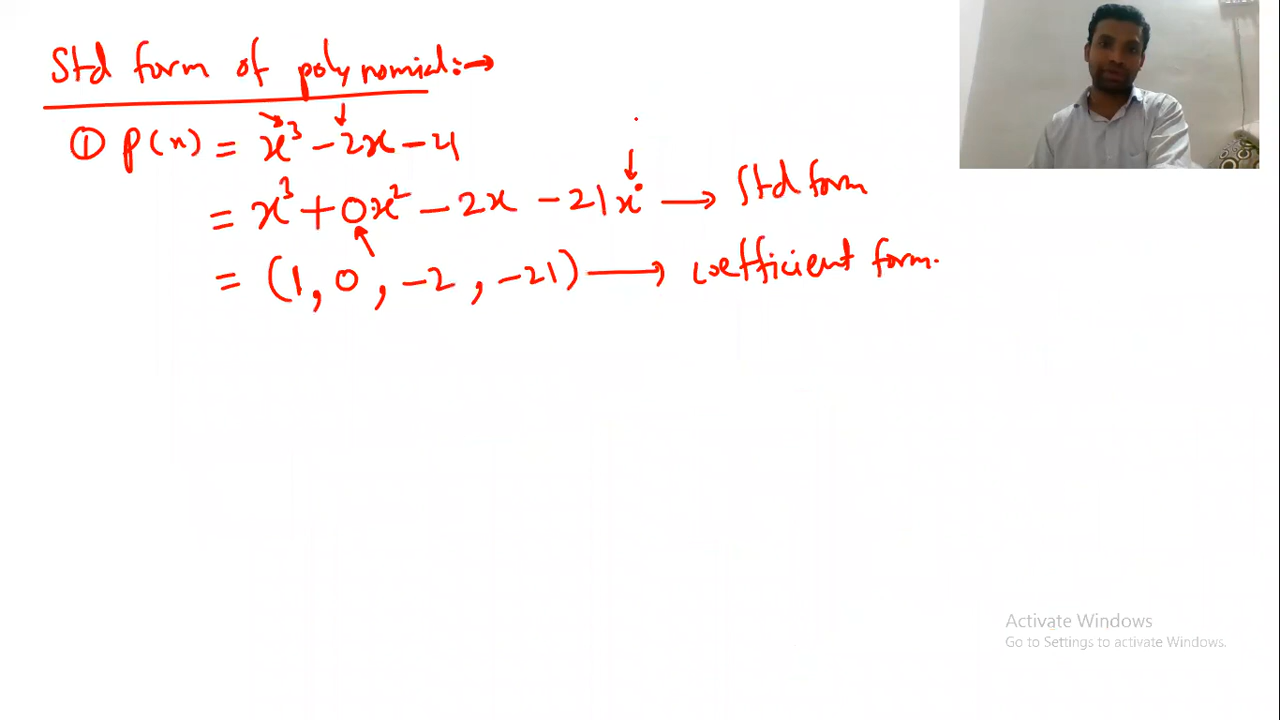 Std form of polynomial:→
① p(x) = x³ - 2x - 21
= x³ + 0x² - 2x - 21x⁰ → Std form
= (1, 0, -2, -21) → coefficient form.
Activate Windows
Go to Settings to activate Windows.